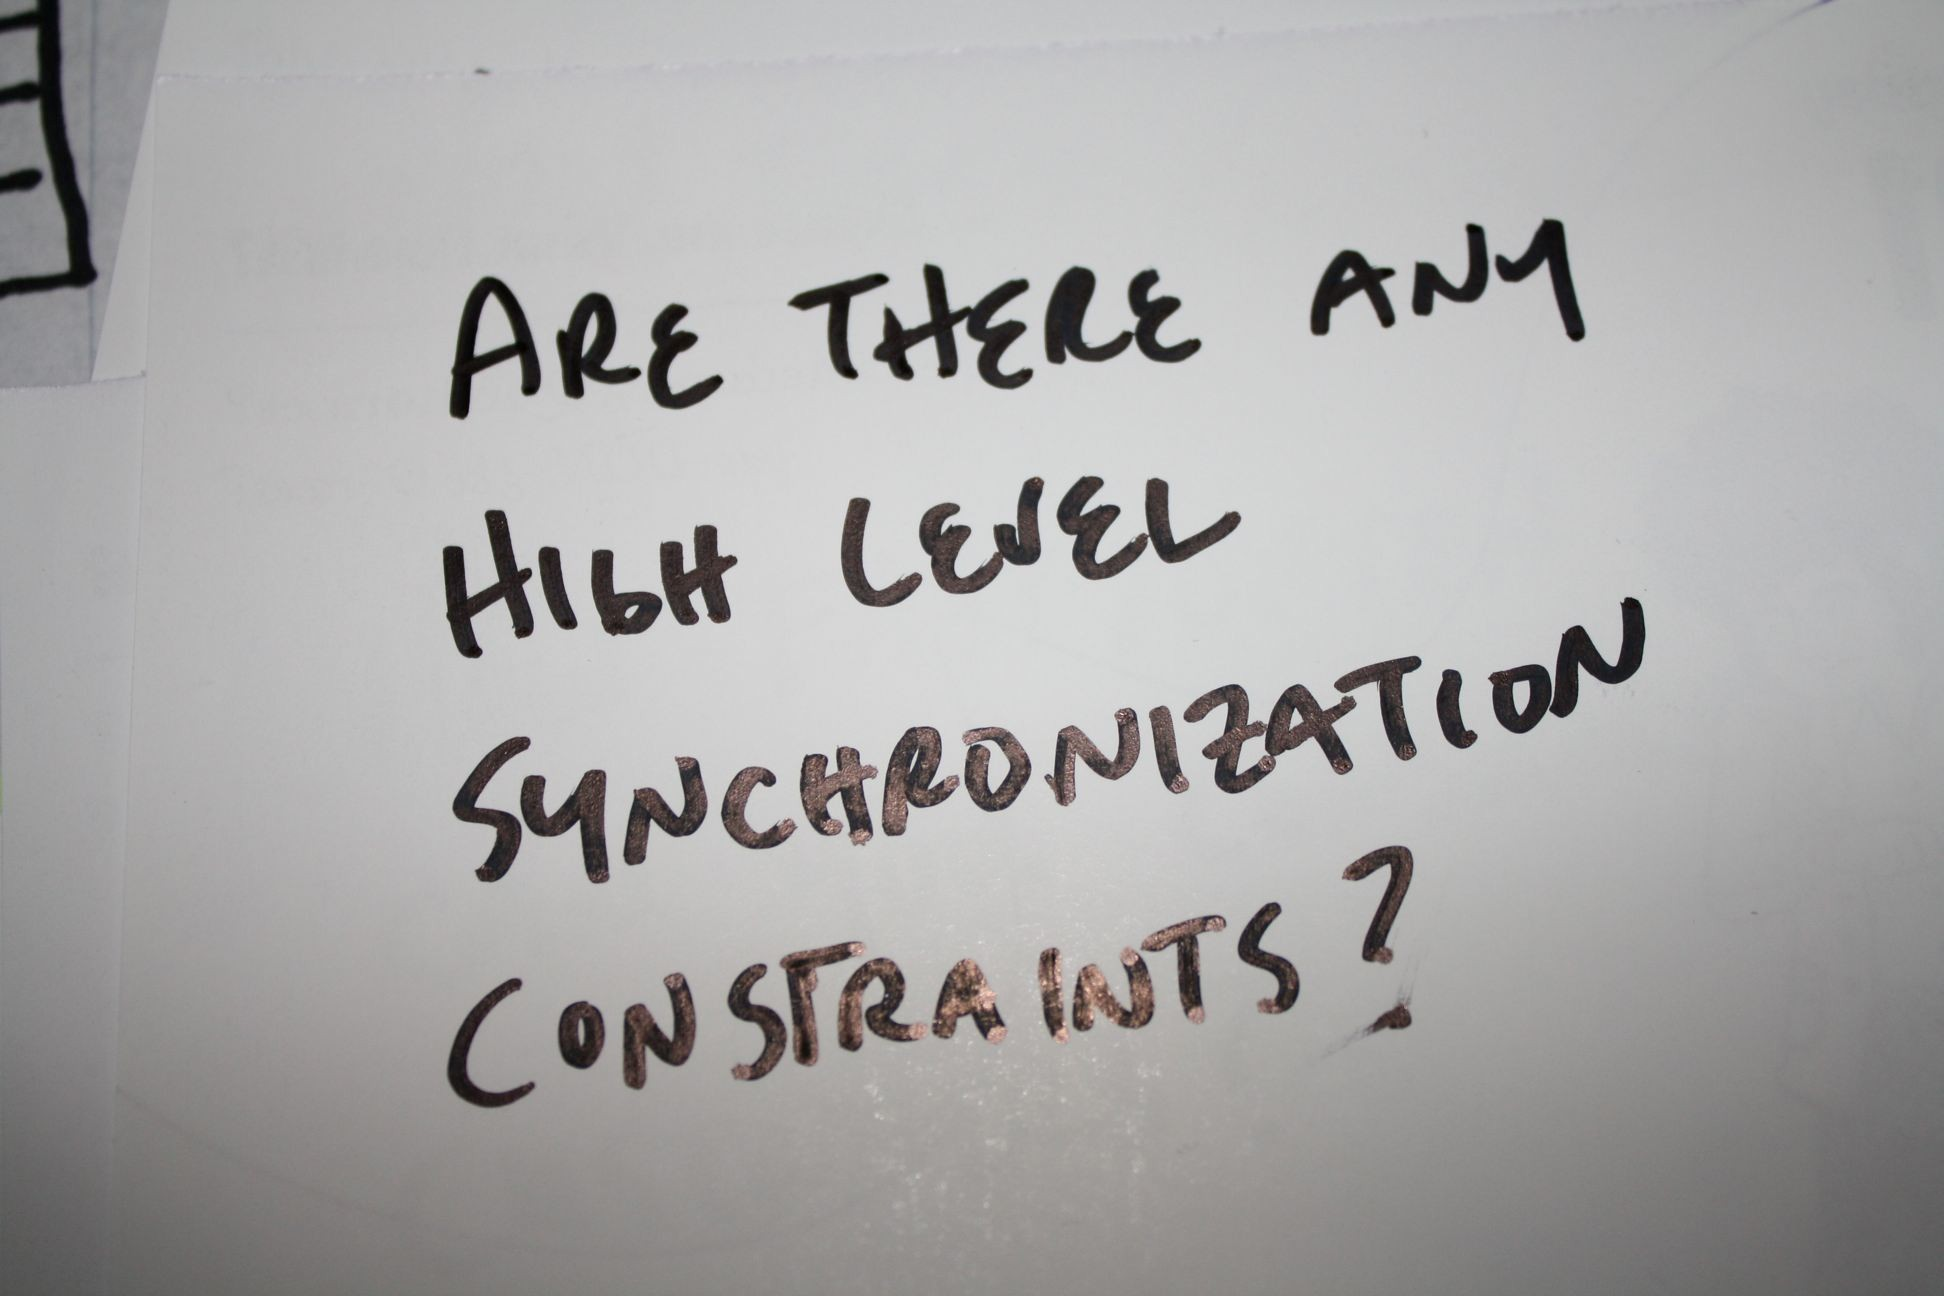 ARE THERE ANY
HIGH LEVEL
SYNCHRONIZATION
CONSTRAINTS?